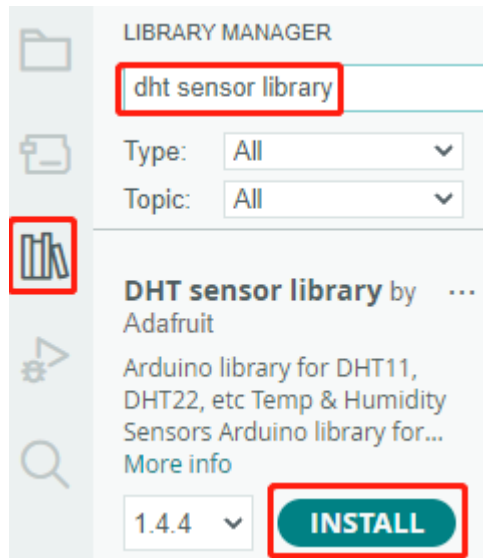 LIBRARY MANAGER
dht sensor library
Type: All
Topic: All
DHT sensor library by ...
Adafruit
Arduino library for DHT11,
DHT22, etc Temp & Humidity
Sensors Arduino library for...
More info
1.4.4 INSTALL